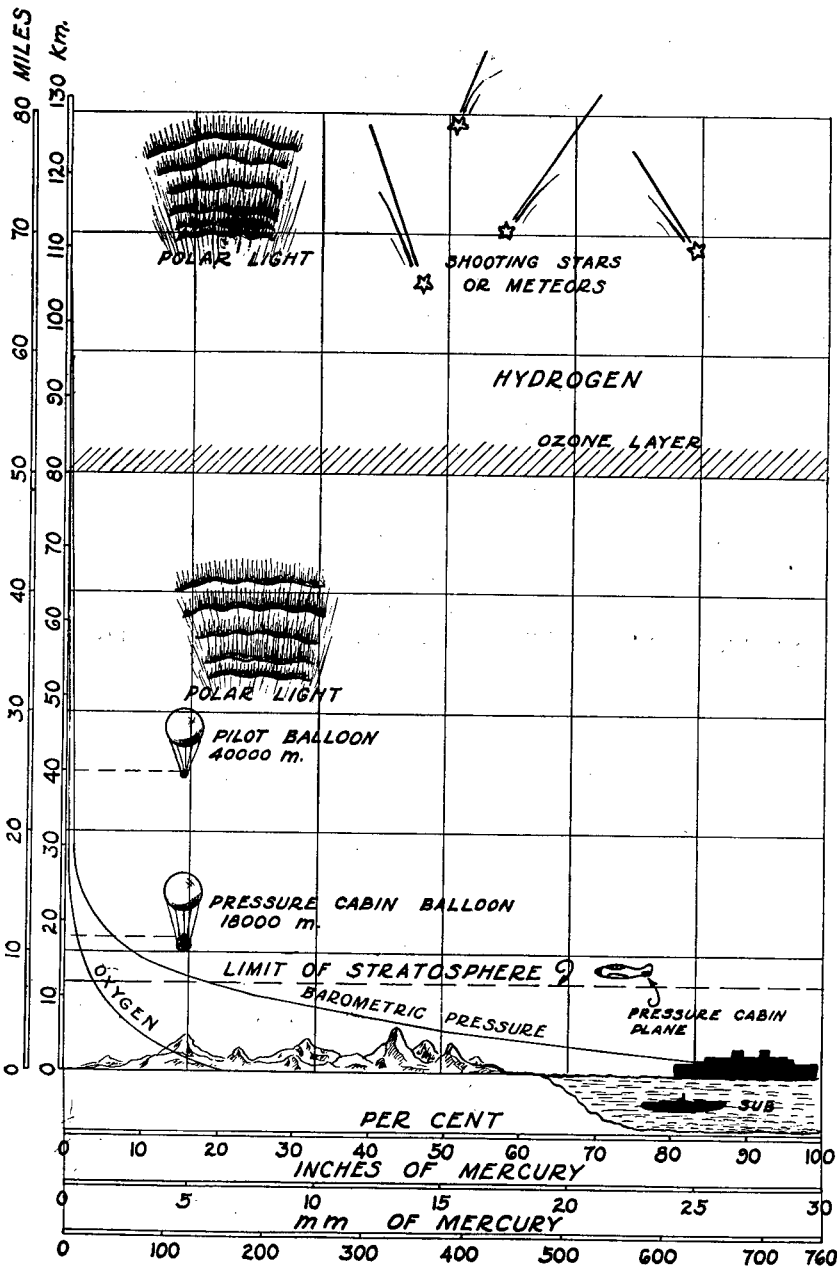 80 MILES
130 Km.
120
70
110
POLAR LIGHT
SHOOTING STARS
OR METEORS
100
60
HYDROGEN
90
OZONE LAYER
50
80
70
40
60
POLAR LIGHT
50
30
PILOT BALLOON
40000 m.
40
20
30
PRESSURE CABIN BALLOON
18000 m.
20
10
LIMIT OF STRATOSPHERE
OXYGEN
10
BAROMETRIC PRESSURE
PRESSURE CABIN
PLANE
0
0
SUB
PER CENT
0 10 20 30 40 50 60 70 80 90 100
INCHES OF MERCURY
0 5 10 15 20 25 30
mm OF MERCURY
0 100 200 300 400 500 600 700 760